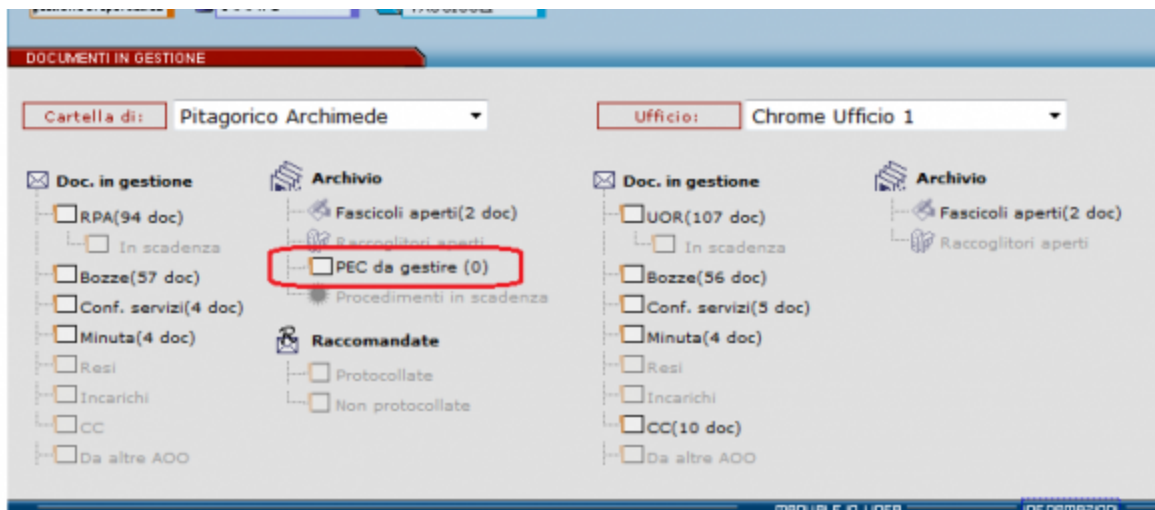 DOCUMENTI IN GESTIONE
Cartella di: Pitagorico Archimede
Doc. in gestione
RPA(94 doc)
In scadenza
Bozze(57 doc)
Conf. servizi(4 doc)
Minuta(4 doc)
Resi
Incarichi
CC
Da altre AOO
Archivio
Fascicoli aperti(2 doc)
Raccoglitori aperti
PEC da gestire (0)
Procedimenti in scadenza
Raccomandate
Protocollate
Non protocollate
Ufficio: Chrome Ufficio 1
Doc. in gestione
UOR(107 doc)
In scadenza
Bozze(56 doc)
Conf. servizi(5 doc)
Minuta(4 doc)
Resi
Incarichi
CC(10 doc)
Da altre AOO
Archivio
Fascicoli aperti(2 doc)
Raccoglitori aperti